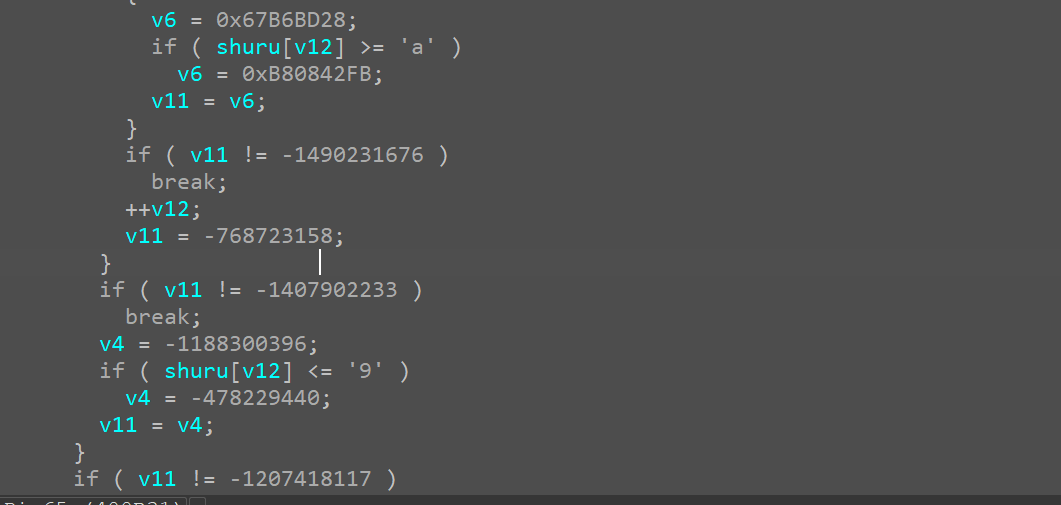 v6 = 0x67B6BD28;
if ( shuru[v12] >= 'a' )
v6 = 0xB80842FB;
v11 = v6;
}
if ( v11 != -1490231676 )
break;
++v12;
v11 = -768723158;
}
if ( v11 != -1407902233 )
break;
v4 = -1188300396;
if ( shuru[v12] <= '9' )
v4 = -478229440;
v11 = v4;
}
if ( v11 != -1207418117 )